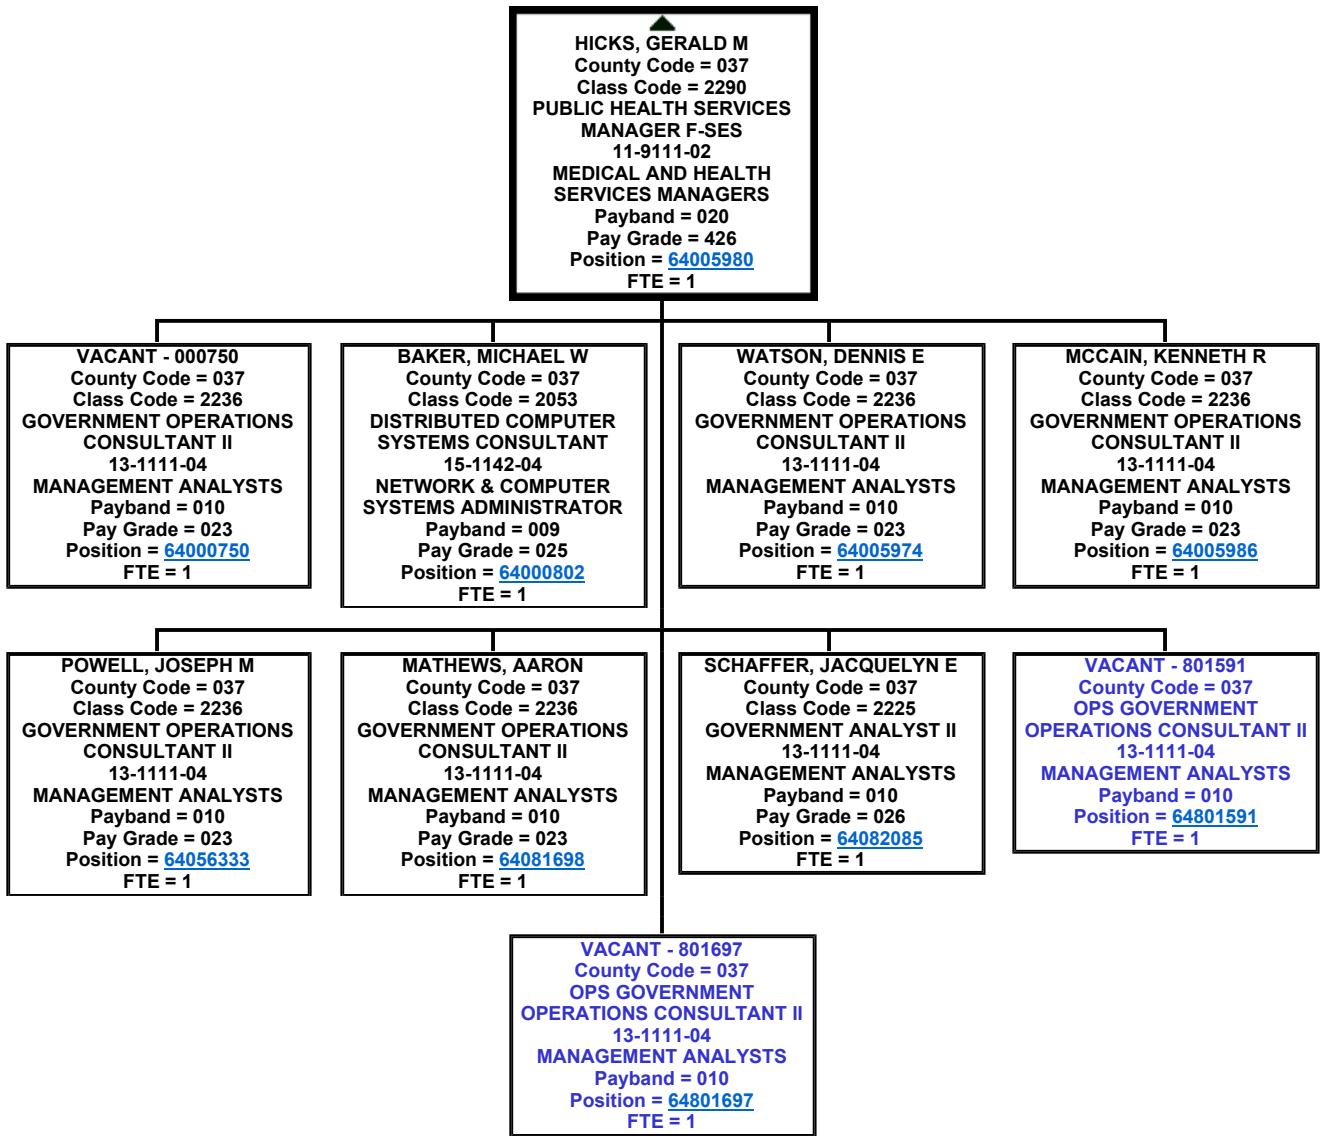 HICKS, GERALD M
County Code = 037
Class Code = 2290
PUBLIC HEALTH SERVICES
MANAGER F-SES
11-9111-02
MEDICAL AND HEALTH
SERVICES MANAGERS
Payband = 020
Pay Grade = 426
Position = 64005980
FTE = 1
VACANT - 000750
County Code = 037
Class Code = 2236
GOVERNMENT OPERATIONS
CONSULTANT II
13-1111-04
MANAGEMENT ANALYSTS
Payband = 010
Pay Grade = 023
Position = 64000750
FTE = 1
BAKER, MICHAEL W
County Code = 037
Class Code = 2053
DISTRIBUTED COMPUTER
SYSTEMS CONSULTANT
15-1142-04
NETWORK & COMPUTER
SYSTEMS ADMINISTRATOR
Payband = 009
Pay Grade = 025
Position = 64000802
FTE = 1
WATSON, DENNIS E
County Code = 037
Class Code = 2236
GOVERNMENT OPERATIONS
CONSULTANT II
13-1111-04
MANAGEMENT ANALYSTS
Payband = 010
Pay Grade = 023
Position = 64005974
FTE = 1
MCCAIN, KENNETH R
County Code = 037
Class Code = 2236
GOVERNMENT OPERATIONS
CONSULTANT II
13-1111-04
MANAGEMENT ANALYSTS
Payband = 010
Pay Grade = 023
Position = 64005986
FTE = 1
POWELL, JOSEPH M
County Code = 037
Class Code = 2236
GOVERNMENT OPERATIONS
CONSULTANT II
13-1111-04
MANAGEMENT ANALYSTS
Payband = 010
Pay Grade = 023
Position = 64056333
FTE = 1
MATHEWS, AARON
County Code = 037
Class Code = 2236
GOVERNMENT OPERATIONS
CONSULTANT II
13-1111-04
MANAGEMENT ANALYSTS
Payband = 010
Pay Grade = 023
Position = 64081698
FTE = 1
SCHAFFER, JACQUELYN E
County Code = 037
Class Code = 2225
GOVERNMENT ANALYST II
13-1111-04
MANAGEMENT ANALYSTS
Payband = 010
Pay Grade = 026
Position = 64082085
FTE = 1
VACANT - 801591
County Code = 037
OPS GOVERNMENT
OPERATIONS CONSULTANT II
13-1111-04
MANAGEMENT ANALYSTS
Payband = 010
Position = 64801591
FTE = 1
VACANT - 801697
County Code = 037
OPS GOVERNMENT
OPERATIONS CONSULTANT II
13-1111-04
MANAGEMENT ANALYSTS
Payband = 010
Position = 64801697
FTE = 1